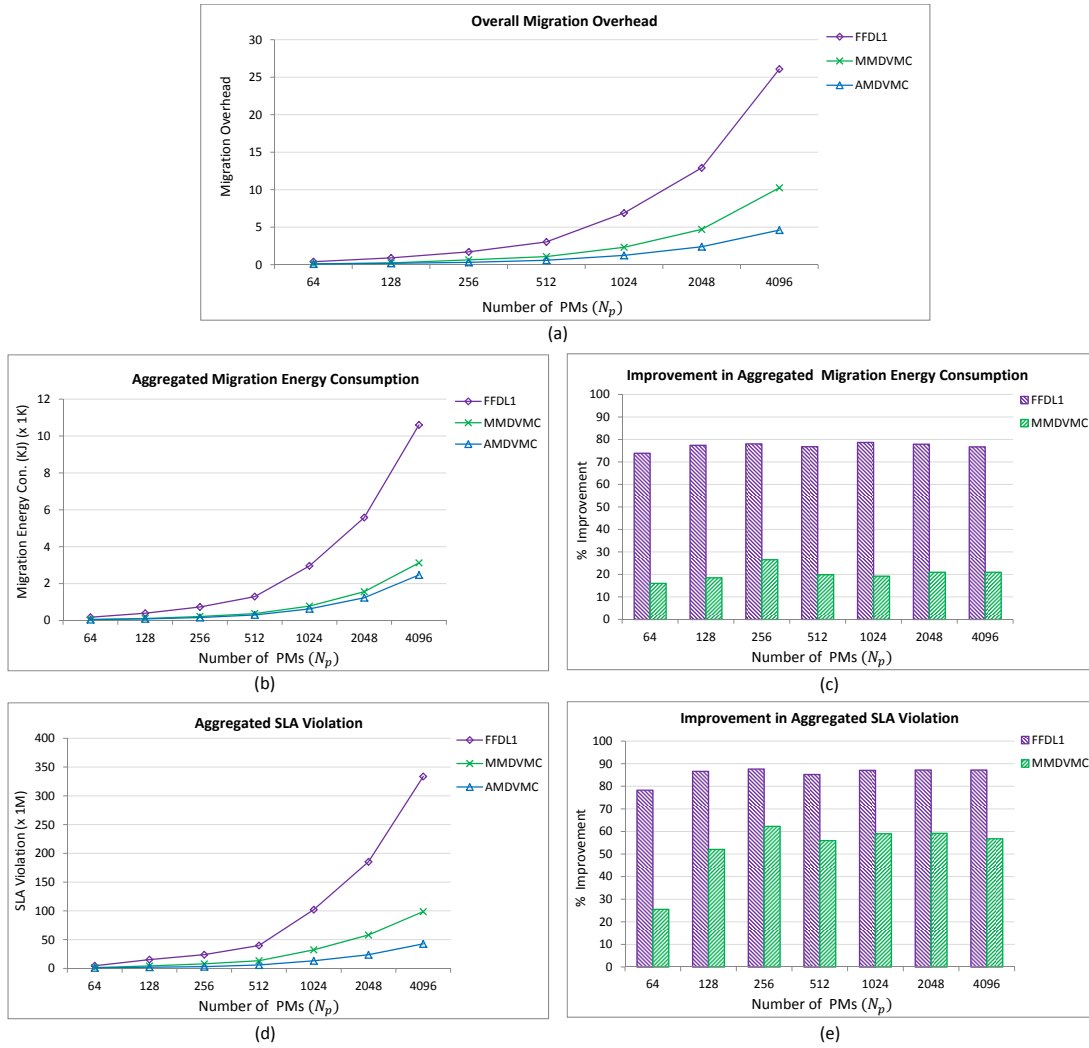 Overall Migration Overhead
Migration Overhead
30
25
20
15
10
5
0
64 128 256 512 1024 2048 4096
Number of PMs (N_p)
FFDL1
MMDVMC
AMDVMC
(a)
Aggregated Migration Energy Consumption
Migration Energy Con. (KJ) (x 1K)
12
10
8
6
4
2
0
64 128 256 512 1024 2048 4096
Number of PMs (N_p)
FFDL1
MMDVMC
AMDVMC
(b)
Improvement in Aggregated Migration Energy Consumption
% Improvement
100
90
80
70
60
50
40
30
20
10
0
64 128 256 512 1024 2048 4096
Number of PMs (N_p)
FFDL1
MMDVMC
(c)
Aggregated SLA Violation
SLA Violation (x 1M)
400
350
300
250
200
150
100
50
0
64 128 256 512 1024 2048 4096
Number of PMs (N_p)
FFDL1
MMDVMC
AMDVMC
(d)
Improvement in Aggregated SLA Violation
% Improvement
100
90
80
70
60
50
40
30
20
10
0
64 128 256 512 1024 2048 4096
Number of PMs (N_p)
FFDL1
MMDVMC
(e)